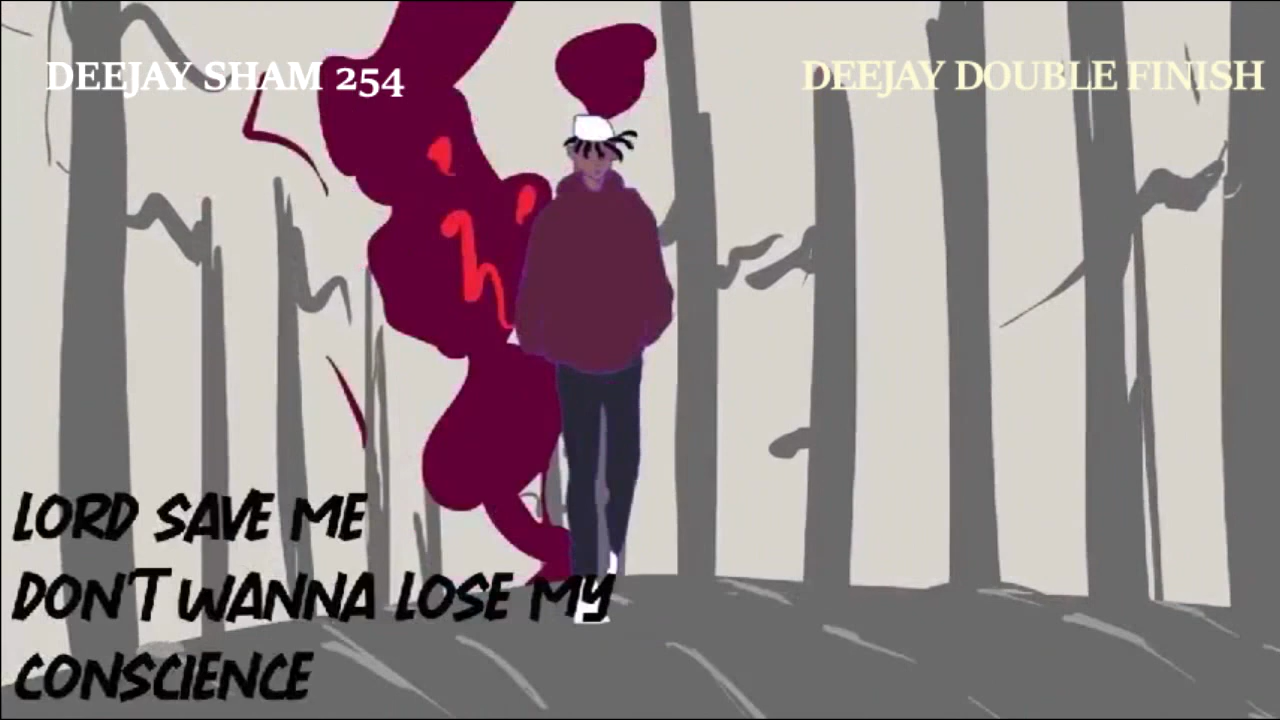 DEEJAY SHAM 254
DEEJAY DOUBLE FINISH
LORD SAVE ME
DON'T WANNA LOSE MY
CONSCIENCE